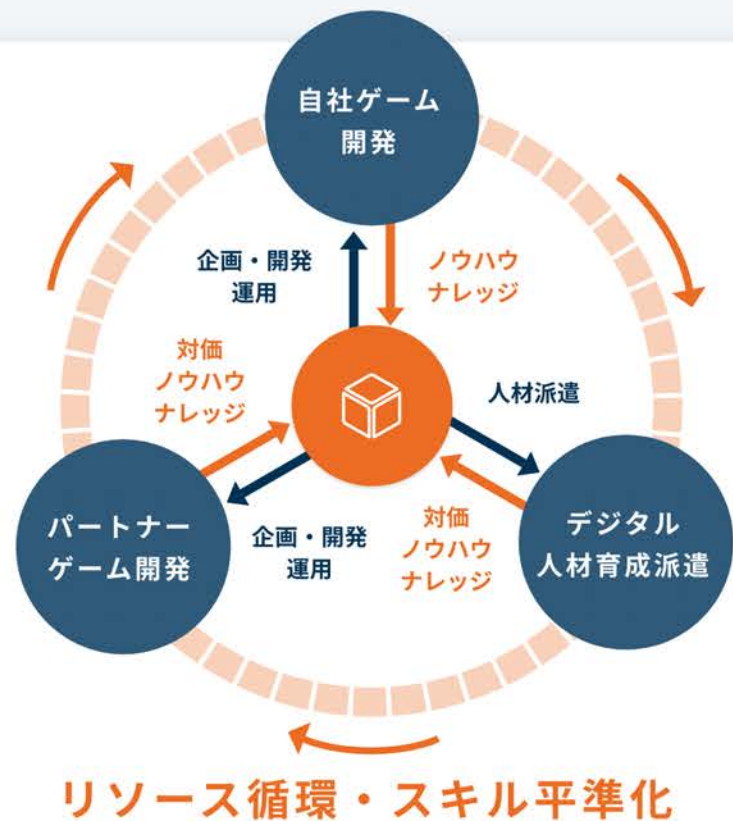 自社ゲーム
開発
企画・開発
運用
ノウハウ
ナレッジ
対価
ノウハウ
ナレッジ
人材派遣
パートナー
ゲーム開発
企画・開発
運用
対価
ノウハウ
ナレッジ
デジタル
人材育成派遣
リソース循環・スキル平準化